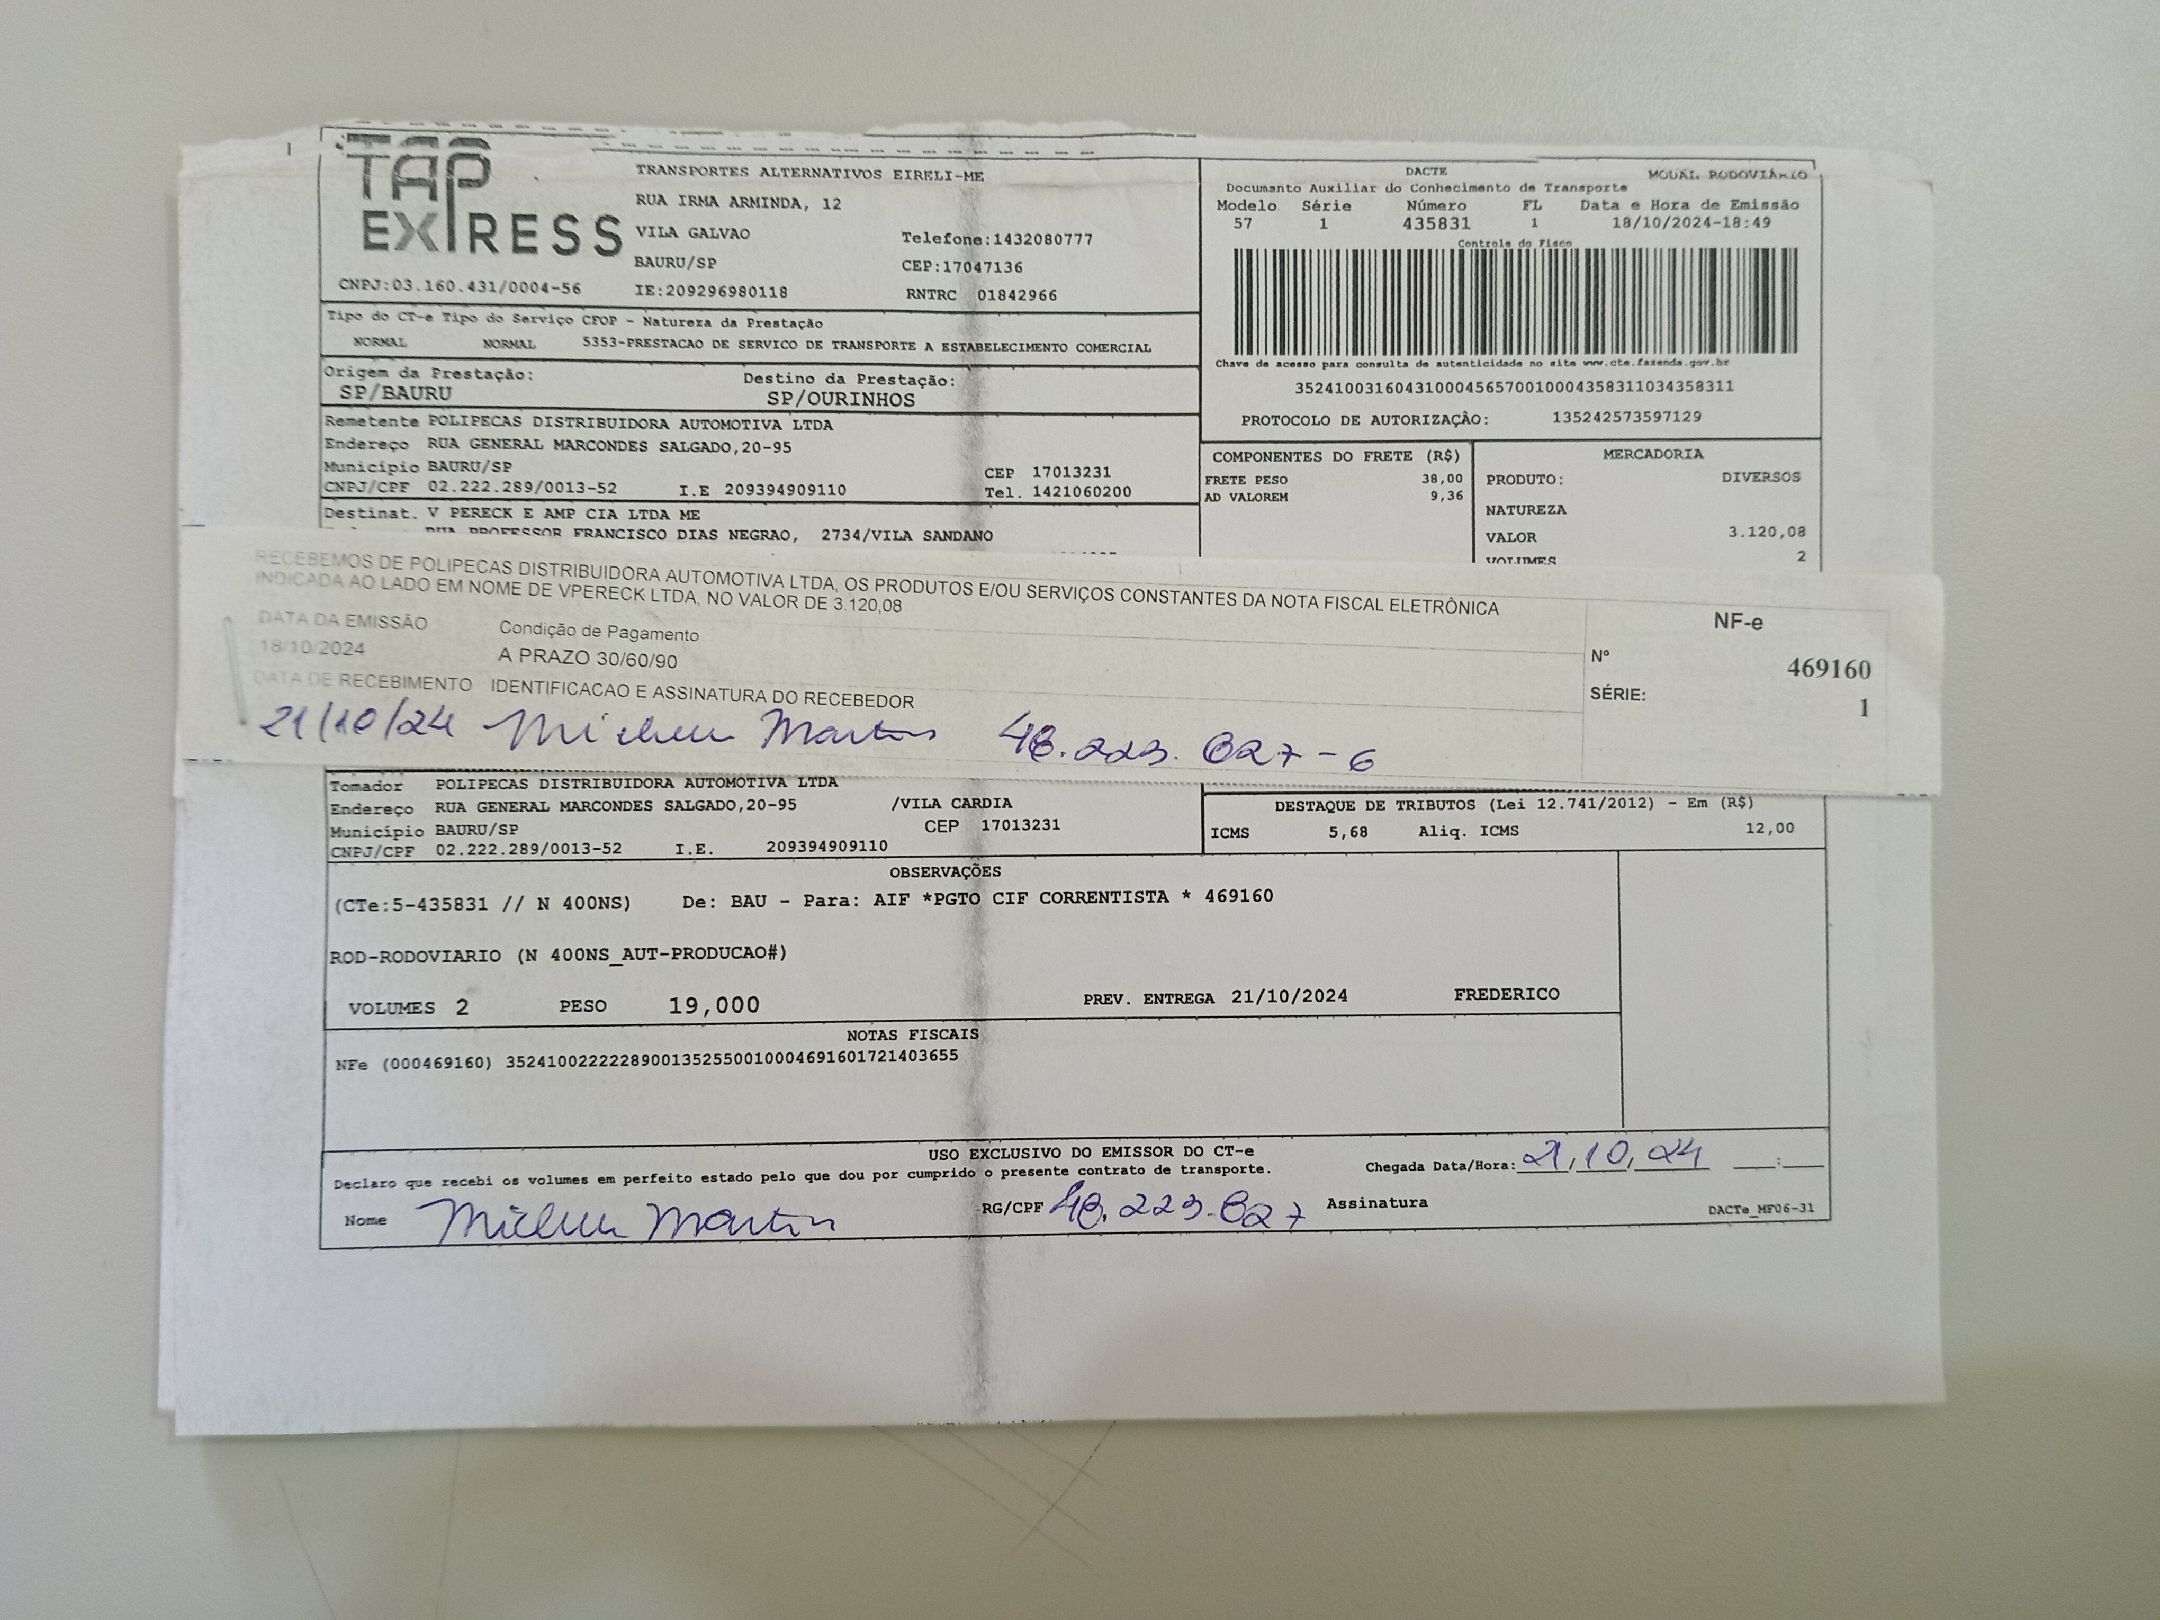 TAP
EXPRESS
CNPJ:03.160.431/0004-56
TRANSPORTES ALTERNATIVOS EIRELI-ME
RUA IRMA ARMINDA, 12
VILA GALVAO Telefone:1432080777
BAURU/SP CEP:17047136
IE:209296980118 RNTRC 01842966
DACTE MODAL RODOVIÁRIO
Documento Auxiliar do Conhecimento de Transporte
Modelo Série Número FL Data e Hora de Emissão
57 1 435831 1 18/10/2024-18:49
Controle do Fisco
Chave de acesso para consulta de autenticidade no site www.cte.fazenda.gov.br
35241003160431000456570010004358311034358311
PROTOCOLO DE AUTORIZAÇÃO: 135242573597129
Tipo do CT-e Tipo do Serviço CFOP - Natureza da Prestação
NORMAL NORMAL 5353-PRESTACAO DE SERVICO DE TRANSPORTE A ESTABELECIMENTO COMERCIAL
Origem da Prestação: Destino da Prestação:
SP/BAURU SP/OURINHOS
Remetente POLIPECAS DISTRIBUIDORA AUTOMOTIVA LTDA
Endereço RUA GENERAL MARCONDES SALGADO,20-95
Município BAURU/SP CEP 17013231
CNPJ/CPF 02.222.289/0013-52 I.E 209394909110 Tel. 1421060200
Destinat. V PERECK E AMP CIA LTDA ME
RUA PROFESSOR FRANCISCO DIAS NEGRAO, 2734/VILA SANDANO
COMPONENTES DO FRETE (R$)
FRETE PESO 38,00
AD VALOREM 9,36
MERCADORIA
PRODUTO: DIVERSOS
NATUREZA
VALOR 3.120,08
VOLUMES 2
RECEBEMOS DE POLIPECAS DISTRIBUIDORA AUTOMOTIVA LTDA, OS PRODUTOS E/OU SERVIÇOS CONSTANTES DA NOTA FISCAL ELETRÔNICA
INDICADA AO LADO EM NOME DE VPERECK LTDA, NO VALOR DE 3.120,08
DATA DA EMISSÃO Condição de Pagamento
18/10/2024 A PRAZO 30/60/90
DATA DE RECEBIMENTO IDENTIFICACAO E ASSINATURA DO RECEBEDOR
21/10/24 Martins 48.223.827-6
NF-e
Nº 469160
SÉRIE: 1
Tomador POLIPECAS DISTRIBUIDORA AUTOMOTIVA LTDA
Endereço RUA GENERAL MARCONDES SALGADO,20-95 /VILA CARDIA
Município BAURU/SP CEP 17013231
CNPJ/CPF 02.222.289/0013-52 I.E. 209394909110
DESTAQUE DE TRIBUTOS (Lei 12.741/2012) - Em (R$)
ICMS 5,68 Aliq. ICMS 12,00
OBSERVAÇÕES
(CTe:5-435831 // N 400NS) De: BAU - Para: AIF *PGTO CIF CORRENTISTA * 469160
ROD-RODOVIARIO (N 400NS_AUT-PRODUCAO#)
VOLUMES 2 PESO 19,000 PREV. ENTREGA 21/10/2024 FREDERICO
NOTAS FISCAIS
NFe (000469160) 35241002222289001352550010004691601721403655
USO EXCLUSIVO DO EMISSOR DO CT-e
Declaro que recebi os volumes em perfeito estado pelo que dou por cumprido o presente contrato de transporte.
Chegada Data/Hora: 21,10,24 :
Nome Martins RG/CPF 48.223.827 Assinatura
DACTe_MF06-31